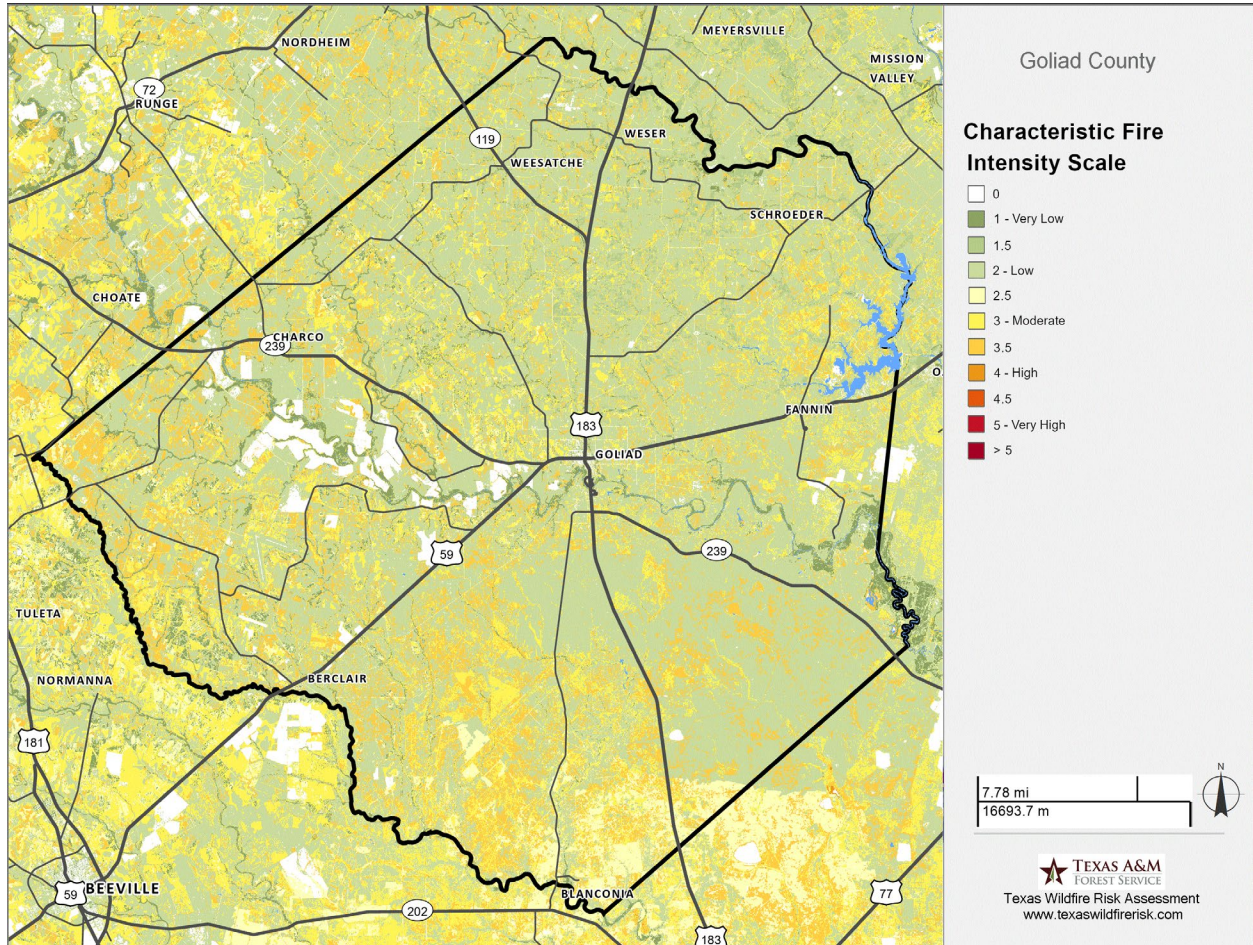 MEYERSVILLE
NORDHEIM
MISSION
VALLEY
72
RUNGE
119
WESER
WEESATCHE
SCHROEDER
CHOATE
CHARCO
239
O
FANNIN
183
GOLIAD
59
239
TULETA
BERCLAIR
NORMANNA
181
BLANCONIA
BEEVILLE
59
77
202
183
Goliad County
Characteristic Fire
Intensity Scale
0
1 - Very Low
1.5
2 - Low
2.5
3 - Moderate
3.5
4 - High
4.5
5 - Very High
> 5
N
7.78 mi
16693.7 m
TEXAS A&M
FOREST SERVICE
Texas Wildfire Risk Assessment
www.texaswildfirerisk.com